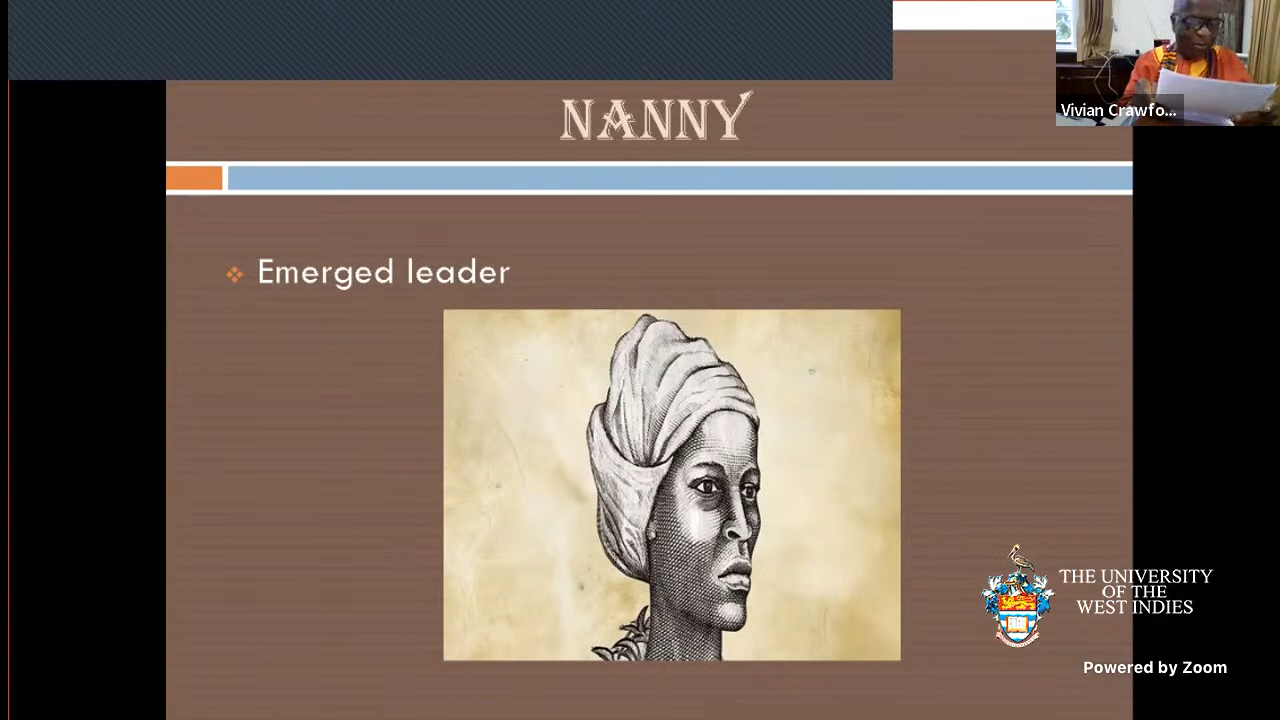 NANNY
Vivian Crawfo...
Emerged leader
THE UNIVERSITY
OF THE
WEST INDIES
Powered by Zoom